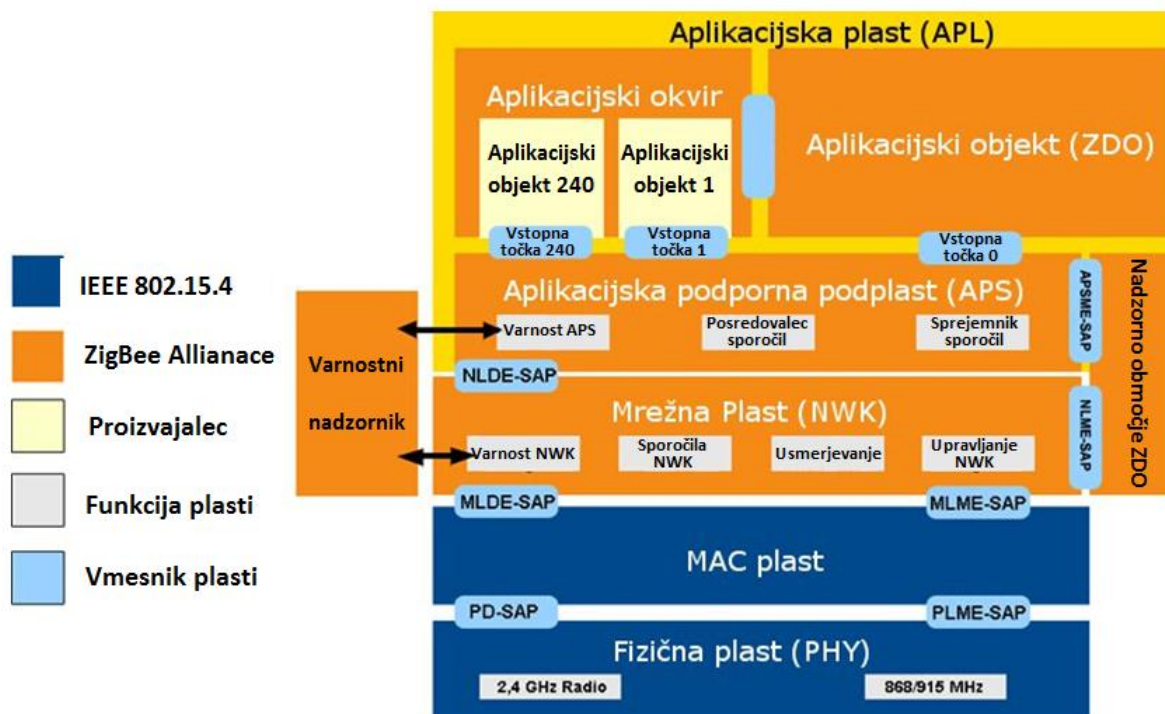 Aplikacijska plast (APL)
Aplikacijski okvir
Aplikacijski
objekt 240
Aplikacijski
objekt 1
Aplikacijski objekt (ZDO)
Vstopna
točka 240
Vstopna
točka 1
Vstopna
točka 0
Aplikacijska podporna podplast (APS)
Varnost APS
Posredovalec
sporočil
Sprejemnik
sporočil
APSME-SAP
Nadzorno območje ZDO
IEEE 802.15.4
ZigBee Allianace
Proizvajalec
Funkcija plasti
Vmesnik plasti
Varnostni
nadzornik
NLDE-SAP
Mrežna Plast (NWK)
Varnost NWK
Sporočila
NWK
Usmerjevanje
Upravljanje
NWK
NLME-SAP
MLDE-SAP
MLME-SAP
MAC plast
PD-SAP
PLME-SAP
Fizična plast (PHY)
2,4 GHz Radio
868/915 MHz